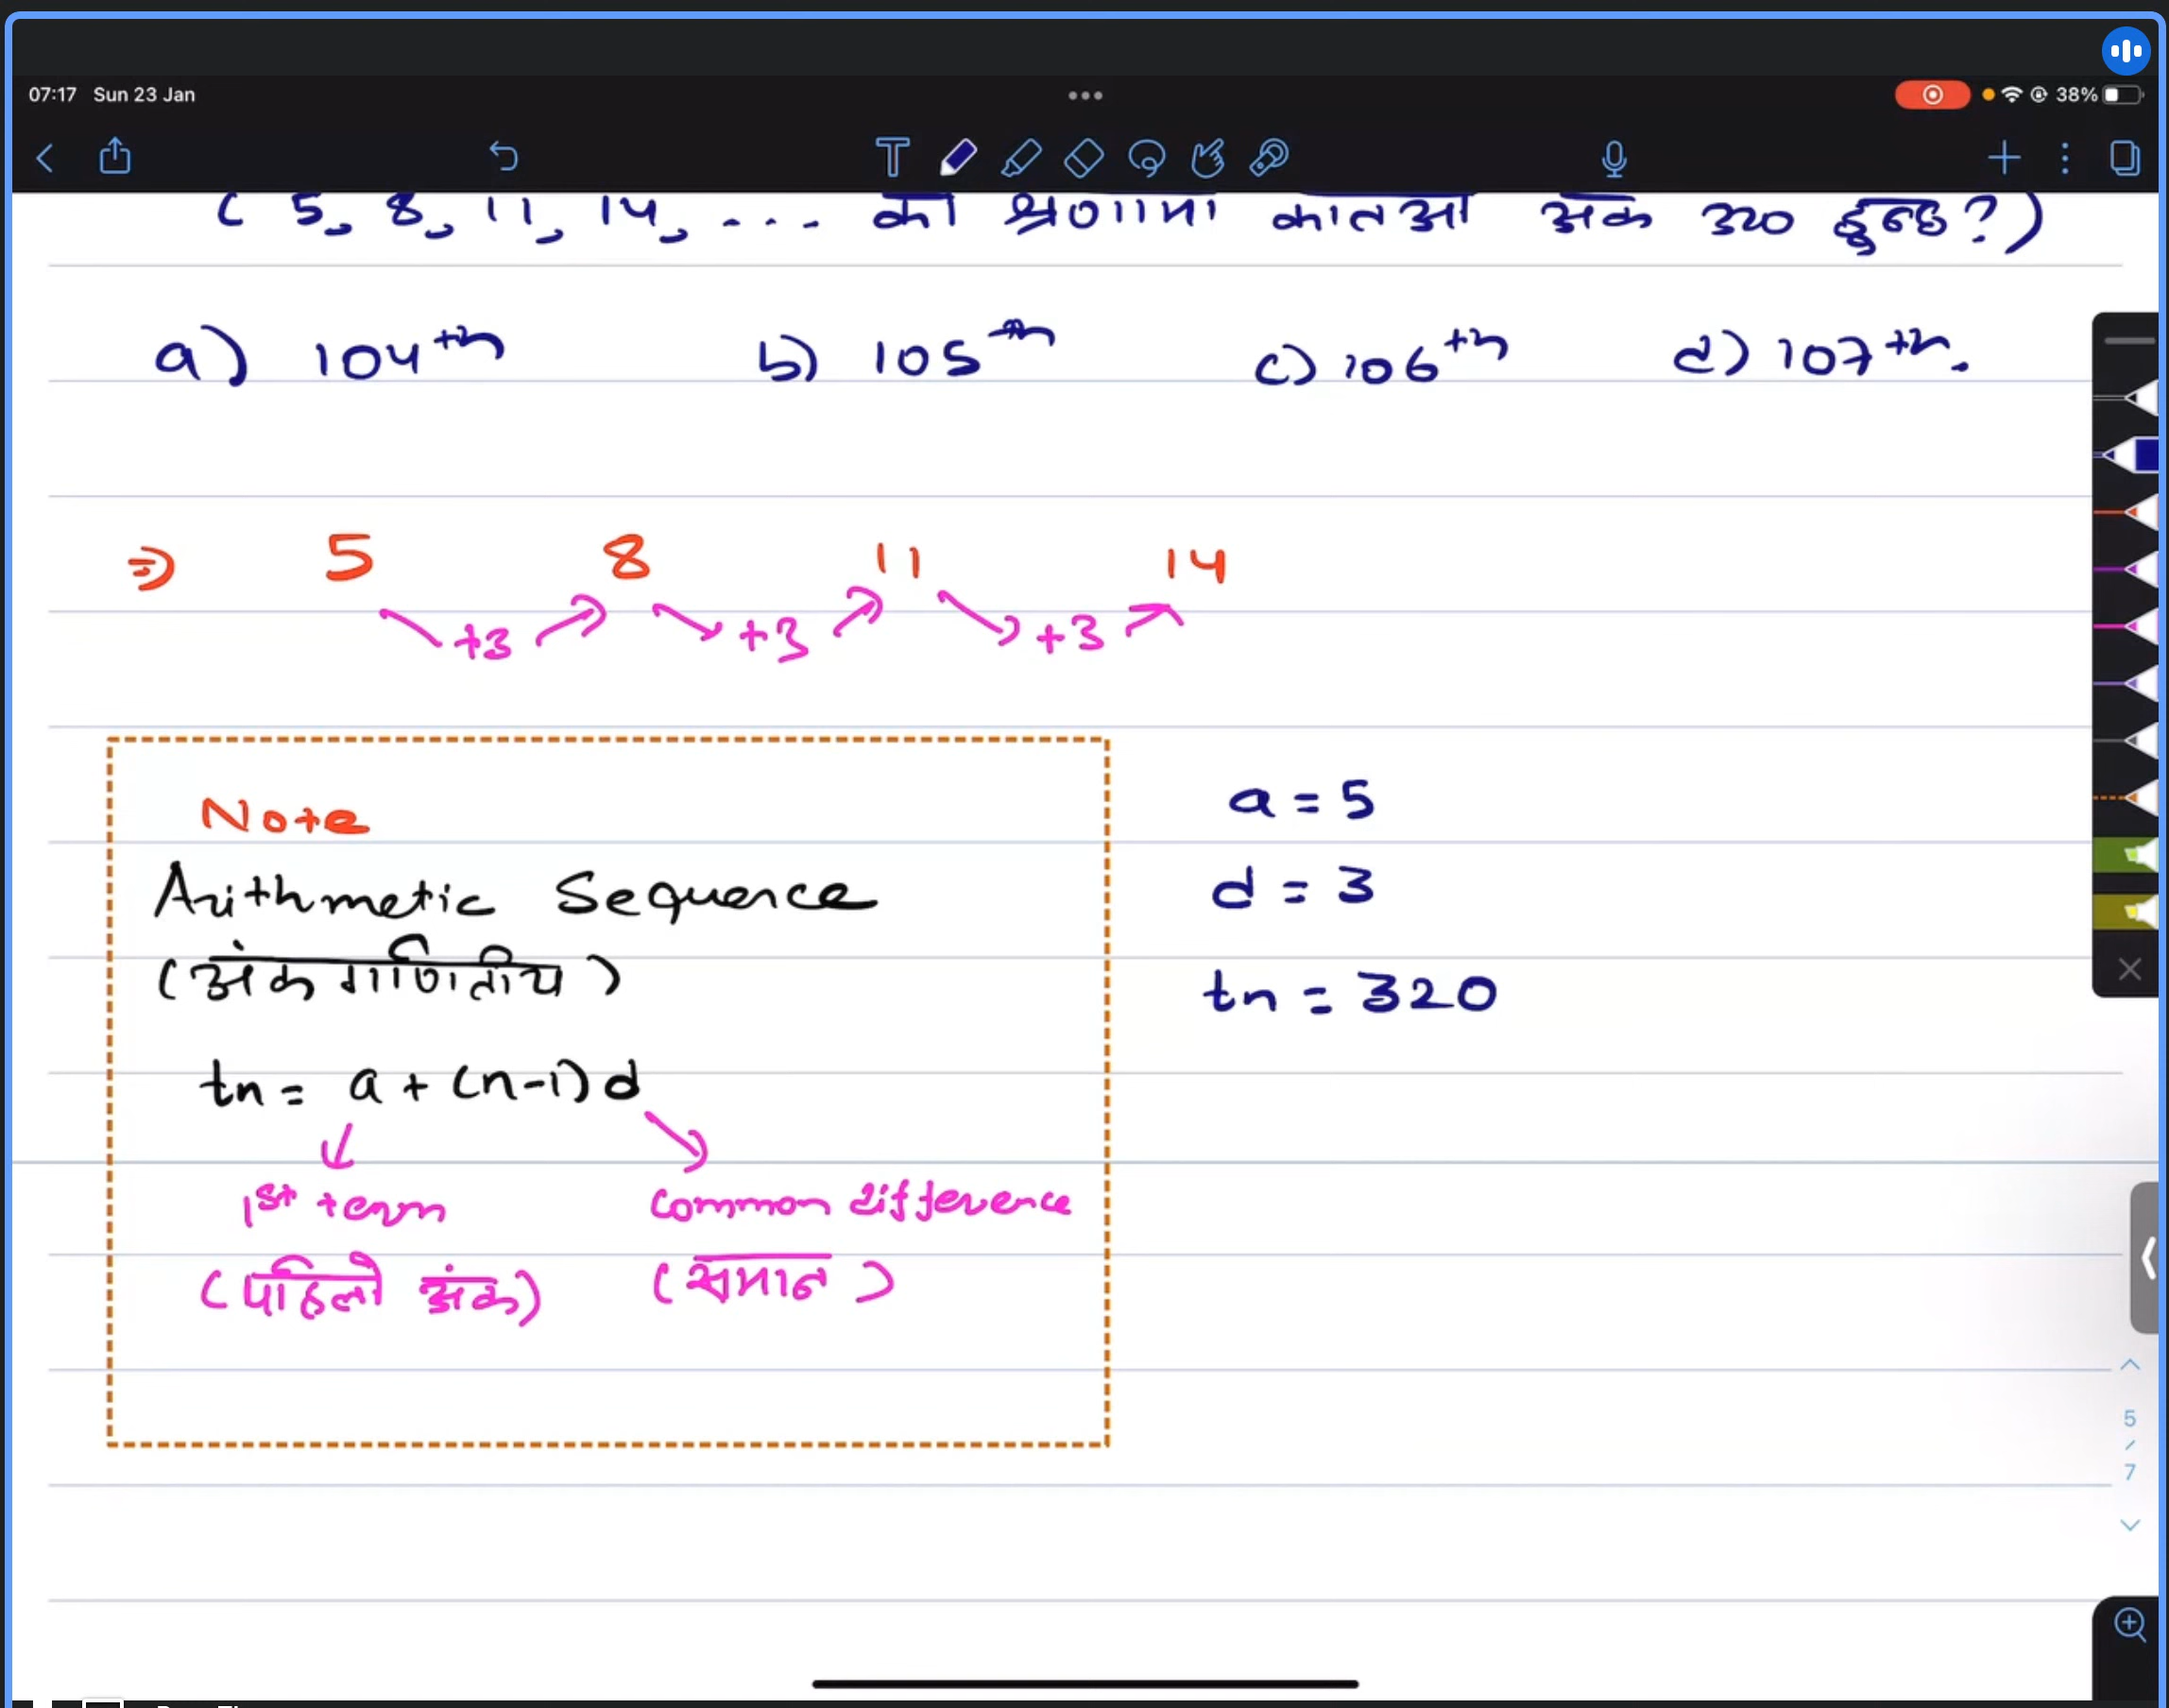 07:17 Sun 23 Jan
38%
( 5, 8, 11, 14, ... को श्रेणीमा कतिऔं अंक 320 हुन्छ?)
a) 104th b) 105th c) 106th d) 107th.
⇒ 5 8 11 14
+3 +3 +3
Note
Arithmetic Sequence
(अंक गणितीय)
tn = a + (n-1)d
1st term common difference
(पहिलो अंक) (समान)
a = 5
d = 3
tn = 320
5
/
7